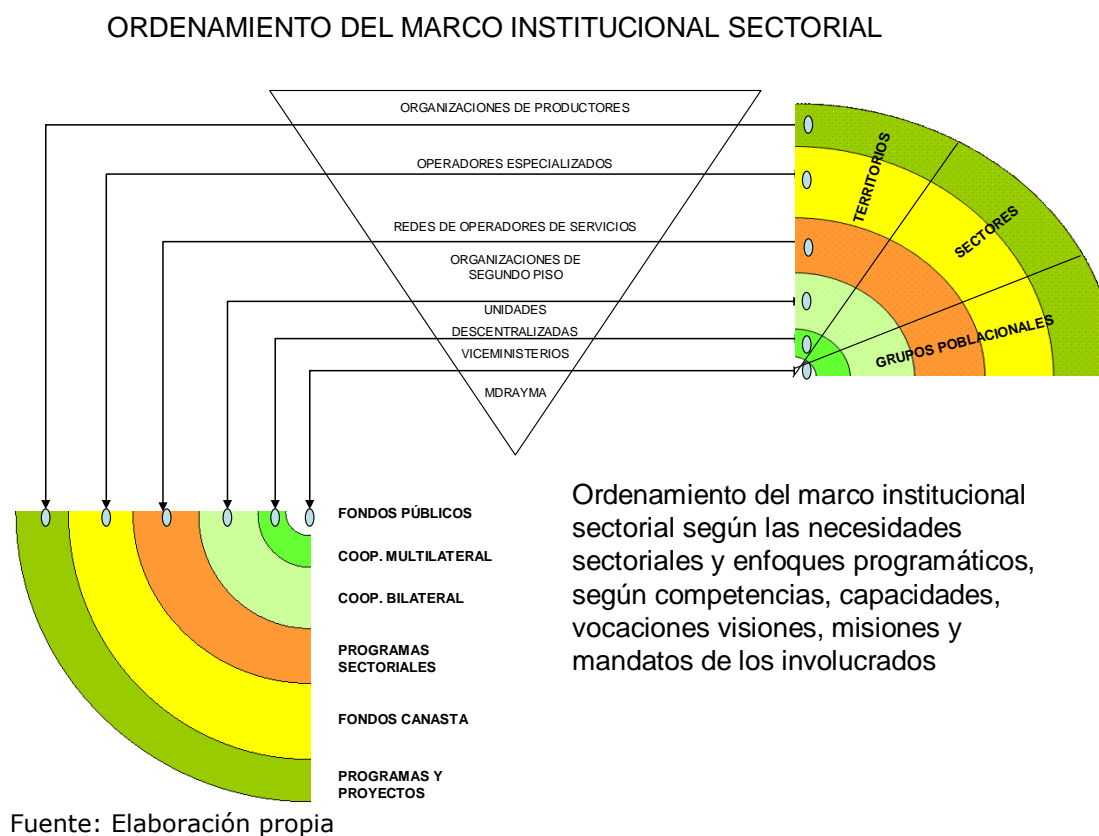 ORDENAMIENTO DEL MARCO INSTITUCIONAL SECTORIAL
ORGANIZACIONES DE PRODUCTORES
OPERADORES ESPECIALIZADOS
REDES DE OPERADORES DE SERVICIOS
ORGANIZACIONES DE
SEGUNDO PISO
UNIDADES
DESCENTRALIZADAS
VICEMINISTERIOS
MDRAYMA
TERRITORIOS
SECTORES
GRUPOS POBLACIONALES
FONDOS PÚBLICOS
COOP. MULTILATERAL
COOP. BILATERAL
PROGRAMAS
SECTORIALES
FONDOS CANASTA
PROGRAMAS Y
PROYECTOS
Ordenamiento del marco institucional
sectorial según las necesidades
sectoriales y enfoques programáticos,
según competencias, capacidades,
vocaciones visiones, misiones y
mandatos de los involucrados
Fuente: Elaboración propia